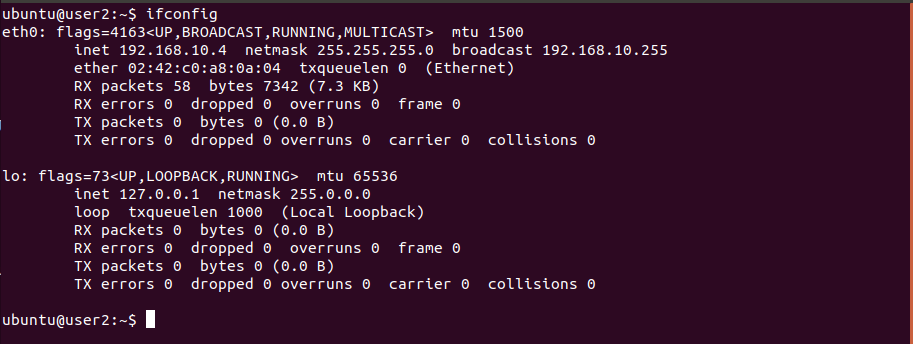 ubuntu@user2:~$ ifconfig
eth0: flags=4163<UP,BROADCAST,RUNNING,MULTICAST>  mtu 1500
        inet 192.168.10.4  netmask 255.255.255.0  broadcast 192.168.10.255
        ether 02:42:c0:a8:0a:04  txqueuelen 0  (Ethernet)
        RX packets 58  bytes 7342 (7.3 KB)
        RX errors 0  dropped 0  overruns 0  frame 0
        TX packets 0  bytes 0 (0.0 B)
        TX errors 0  dropped 0 overruns 0  carrier 0  collisions 0

lo: flags=73<UP,LOOPBACK,RUNNING>  mtu 65536
        inet 127.0.0.1  netmask 255.0.0.0
        loop  txqueuelen 1000  (Local Loopback)
        RX packets 0  bytes 0 (0.0 B)
        RX errors 0  dropped 0  overruns 0  frame 0
        TX packets 0  bytes 0 (0.0 B)
        TX errors 0  dropped 0 overruns 0  carrier 0  collisions 0

ubuntu@user2:~$